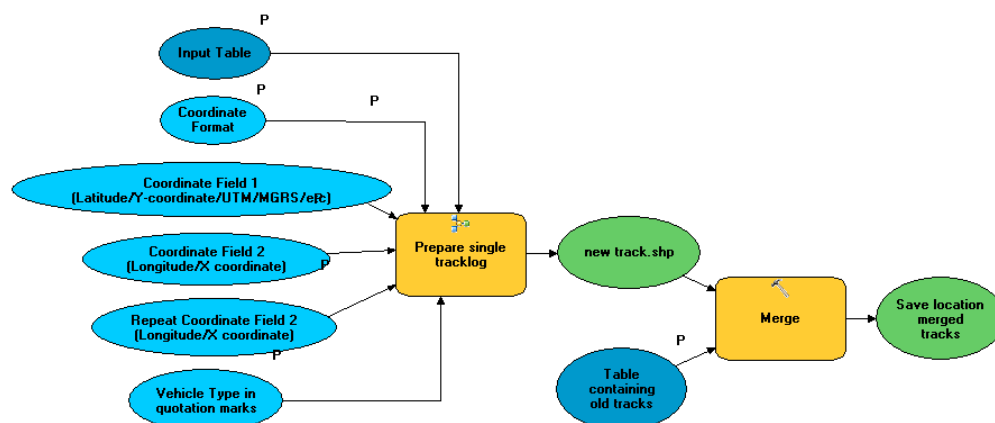 P
Input Table
P
Coordinate
Format
P
Coordinate Field 1
(Latitude/Y-coordinate/UTM/MGRS/etc)
Prepare single
tracklog
new track.shp
Coordinate Field 2
(Longitude/X coordinate)
P
Repeat Coordinate Field 2
(Longitude/X coordinate)
P
Merge
Save location
merged
tracks
P
Vehicle Type in
quotation marks
Table
containing
old tracks